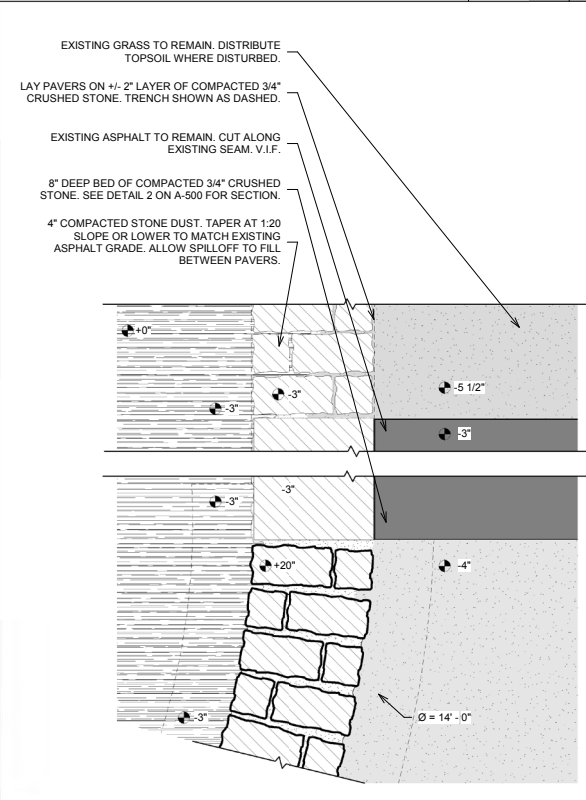 EXISTING GRASS TO REMAIN. DISTRIBUTE
TOPSOIL WHERE DISTURBED.
LAY PAVERS ON +/- 2" LAYER OF COMPACTED 3/4"
CRUSHED STONE. TRENCH SHOWN AS DASHED.
EXISTING ASPHALT TO REMAIN. CUT ALONG
EXISTING SEAM. V.I.F.
8" DEEP BED OF COMPACTED 3/4" CRUSHED
STONE. SEE DETAIL 2 ON A-500 FOR SECTION.
4" COMPACTED STONE DUST. TAPER AT 1:20
SLOPE OR LOWER TO MATCH EXISTING
ASPHALT GRADE. ALLOW SPILLOFF TO FILL
BETWEEN PAVERS.
+0"
-5 1/2"
-3"
-3"
-3"
-3"
-3"
+20"
-4"
-3"
Ø = 14' - 0"